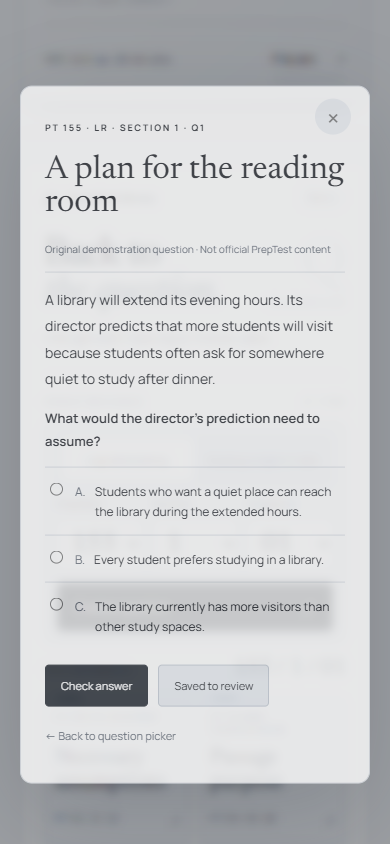 PT 155 · LR · SECTION 1 · Q1
×
A plan for the reading
room
Original demonstration question · Not official PrepTest content
A library will extend its evening hours. Its
director predicts that more students will visit
because students often ask for somewhere
quiet to study after dinner.
What would the director's prediction need to
assume?
A. Students who want a quiet place can reach
the library during the extended hours.
B. Every student prefers studying in a library.
C. The library currently has more visitors than
other study spaces.
Check answer Saved to review
← Back to question picker